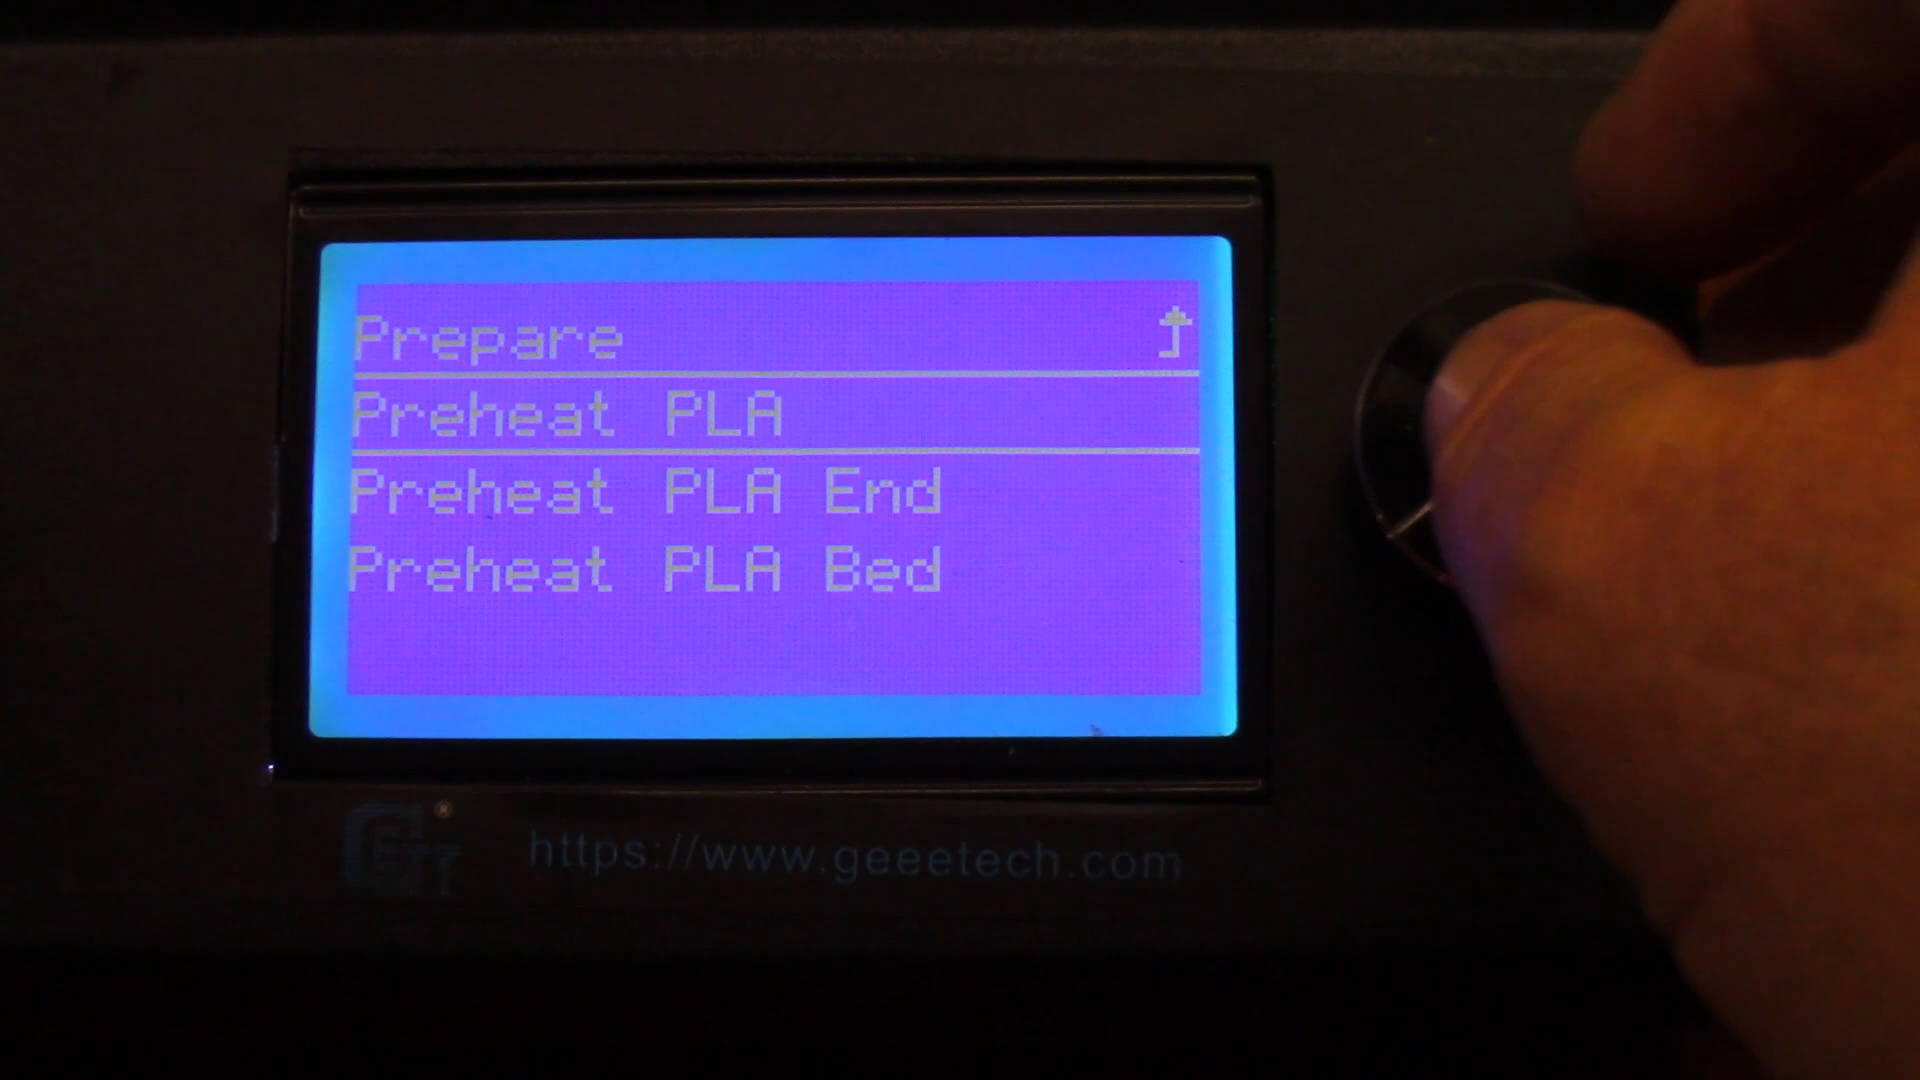 Prepare ↑
Preheat PLA
Preheat PLA End
Preheat PLA Bed
https://www.geeetech.com